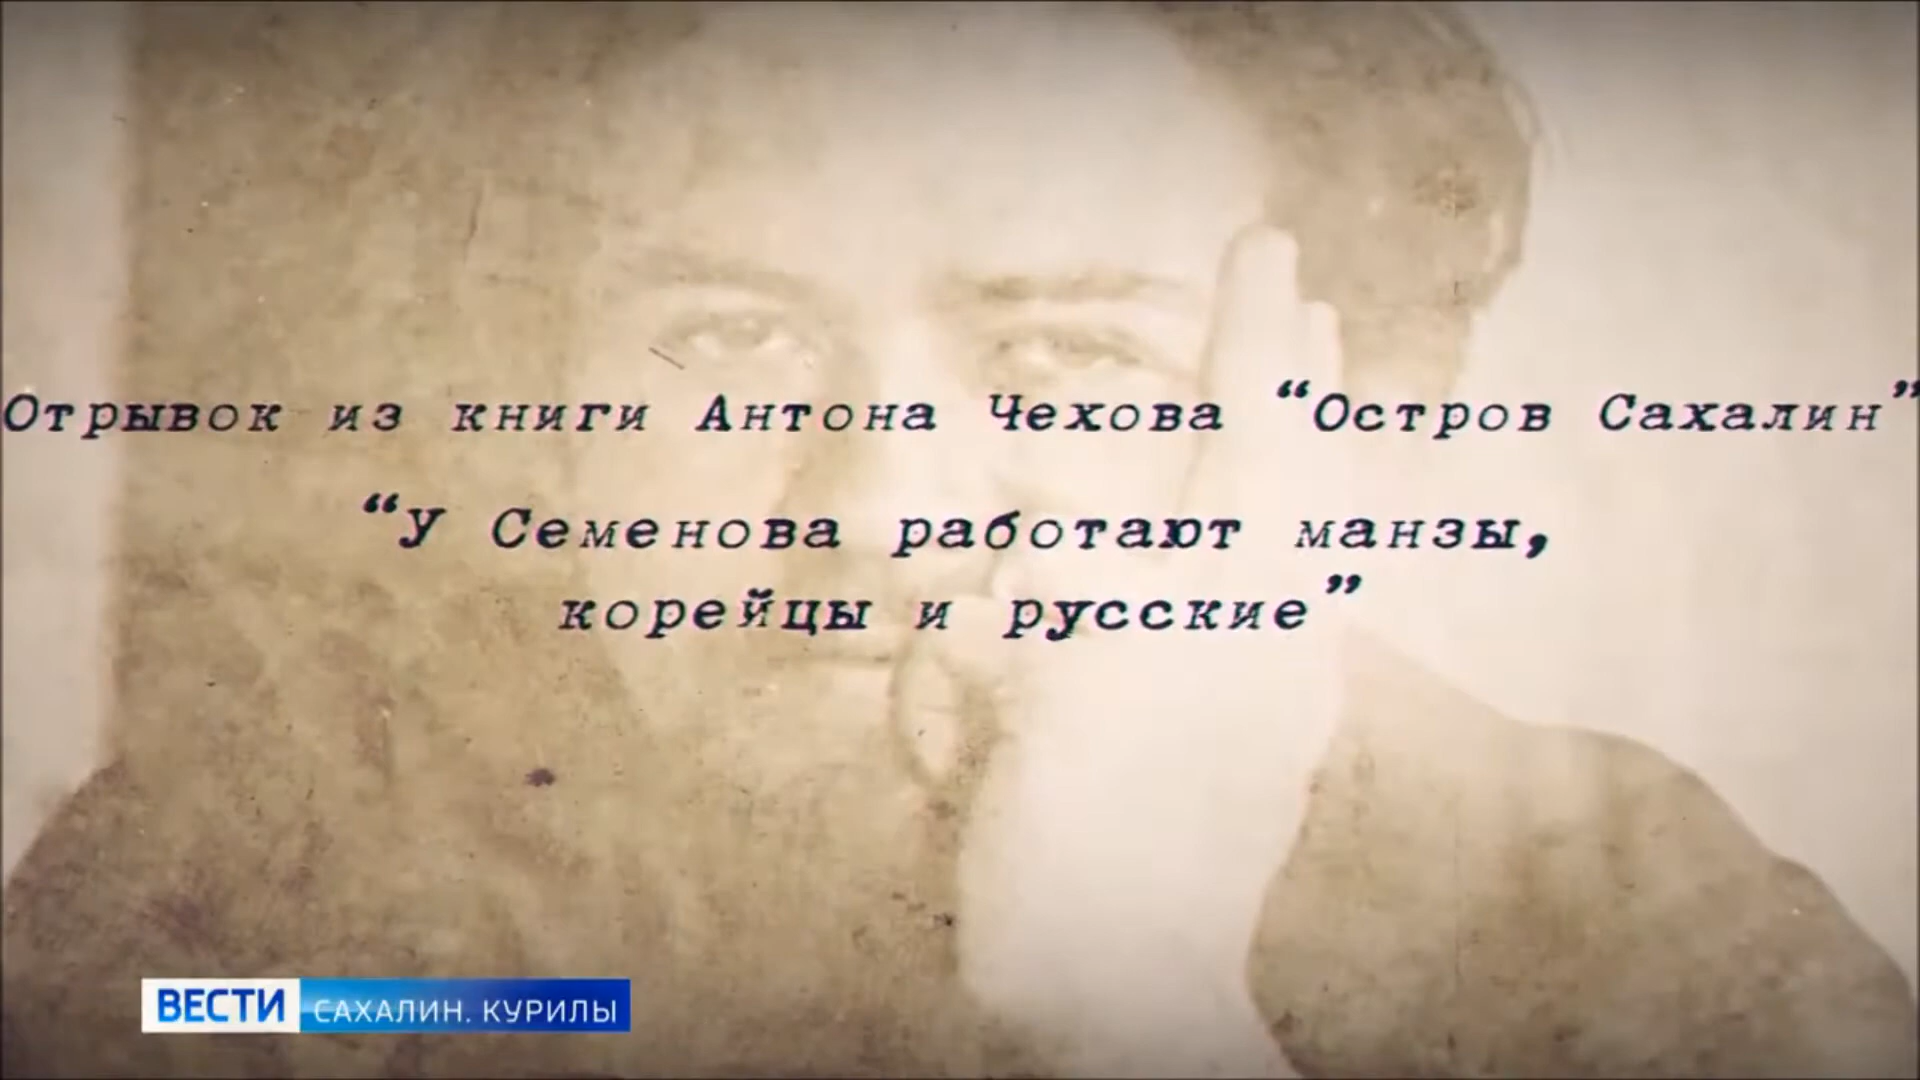 Отрывок из книги Антона Чехова “Остров Сахалин”
“У Семенова работают манзы,
корейцы и русские”
ВЕСТИ САХАЛИН. КУРИЛЫ